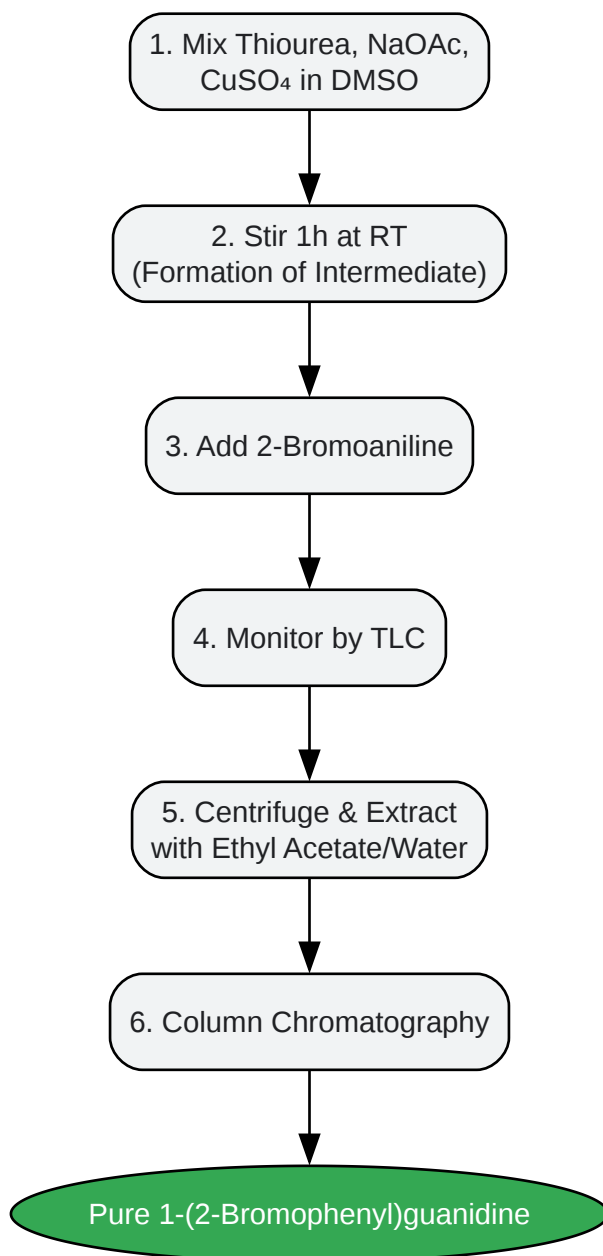 1. Mix Thiourea, NaOAc,
CuSO₄ in DMSO
2. Stir 1h at RT
(Formation of Intermediate)
3. Add 2-Bromoaniline
4. Monitor by TLC
5. Centrifuge & Extract
with Ethyl Acetate/Water
6. Column Chromatography
Pure 1-(2-Bromophenyl)guanidine